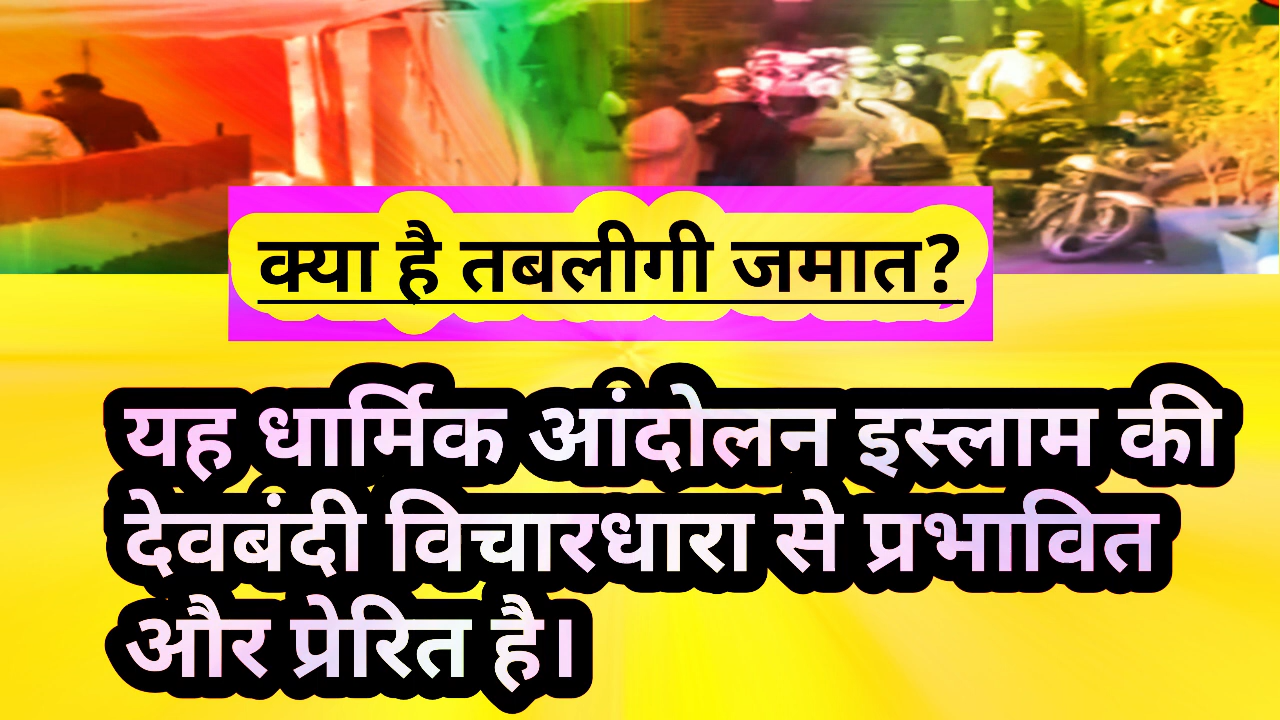 क्या है तबलीगी जमात?
यह धार्मिक आंदोलन इस्लाम की
देवबंदी विचारधारा से प्रभावित
और प्रेरित है।